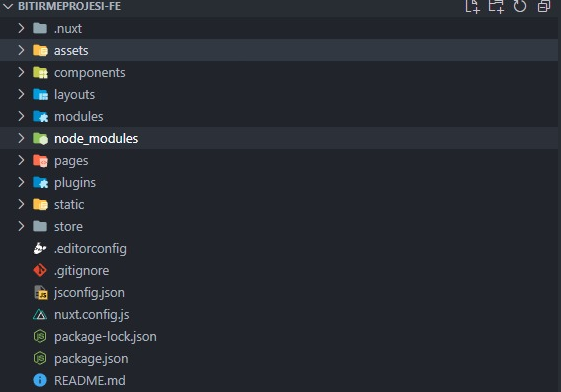 BITIRMEPROJESI-FE
.nuxt
assets
components
layouts
modules
node_modules
pages
plugins
static
store
.editorconfig
.gitignore
jsconfig.json
nuxt.config.js
package-lock.json
package.json
README.md